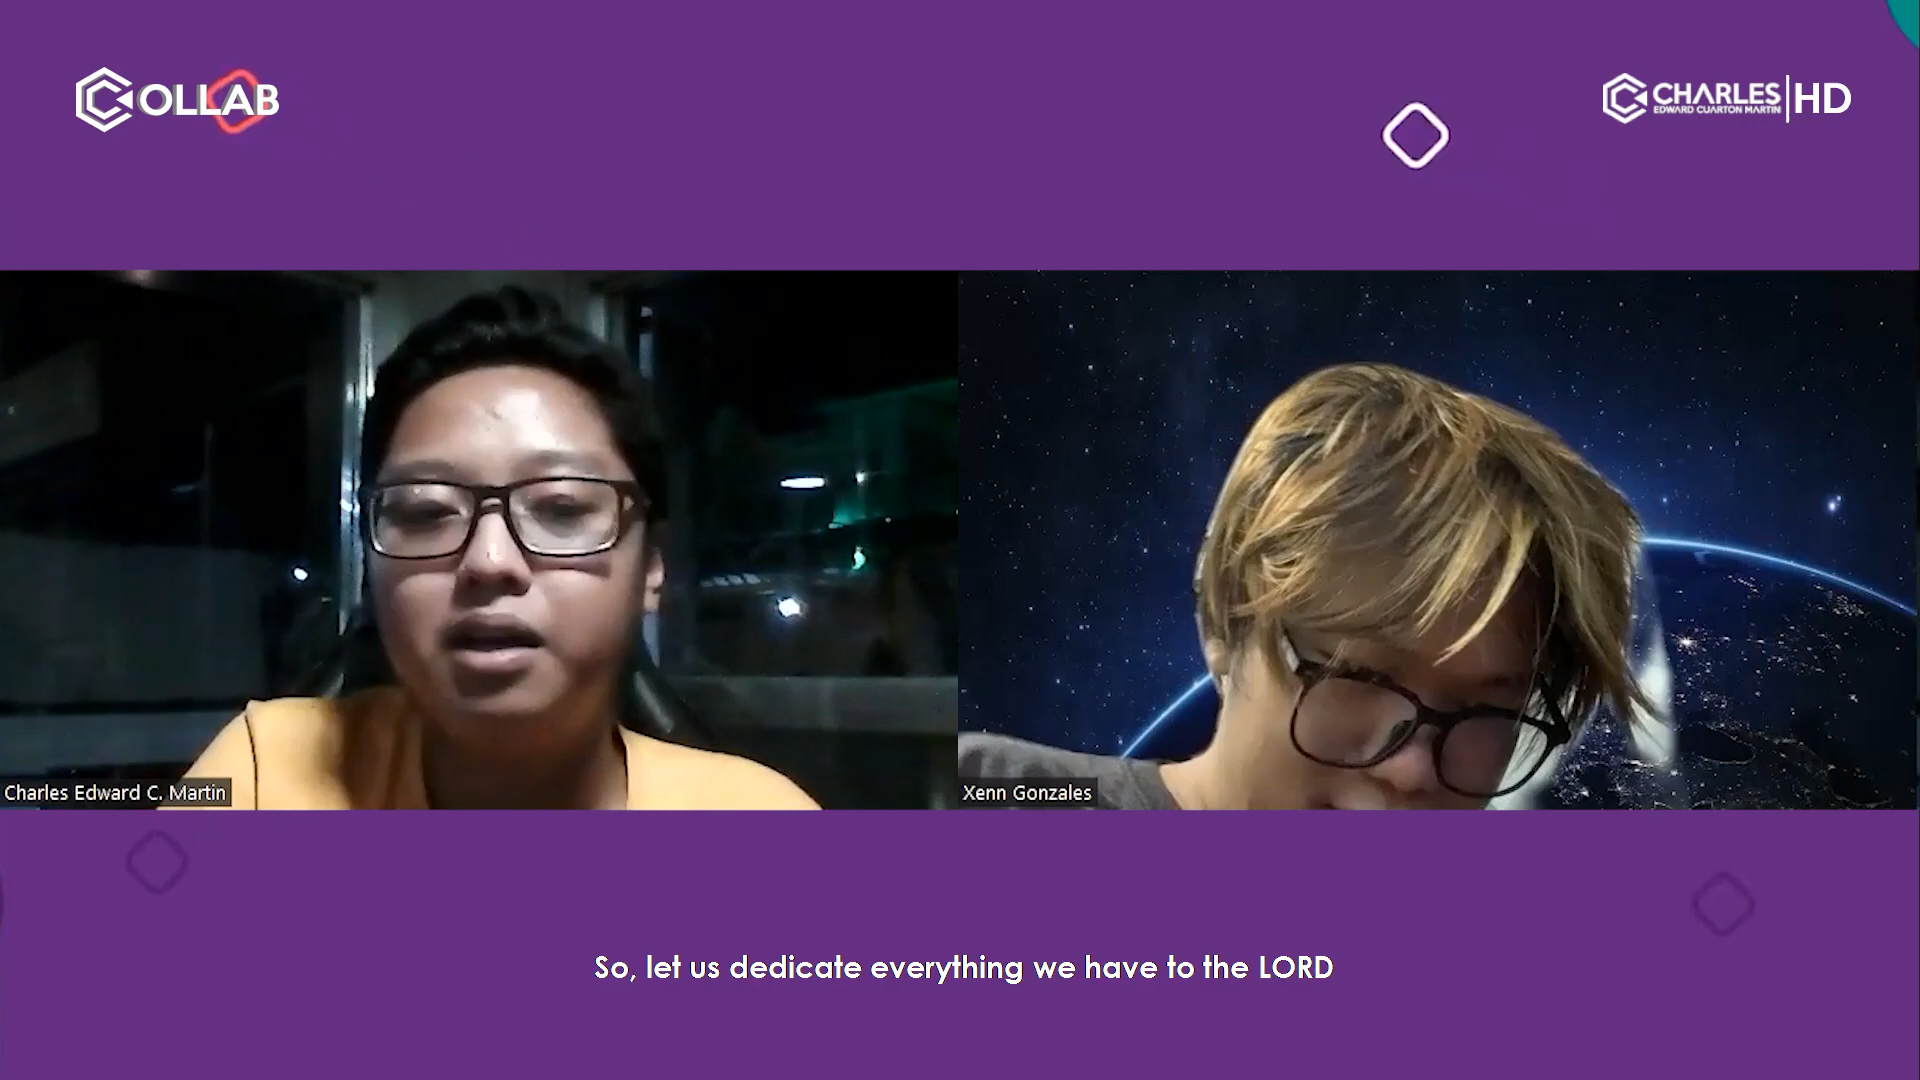 COLLAB
CHARLES
EDWARD CUARTON MARTIN
HD
Charles Edward C. Martin
Xenn Gonzales
So, let us dedicate everything we have to the LORD